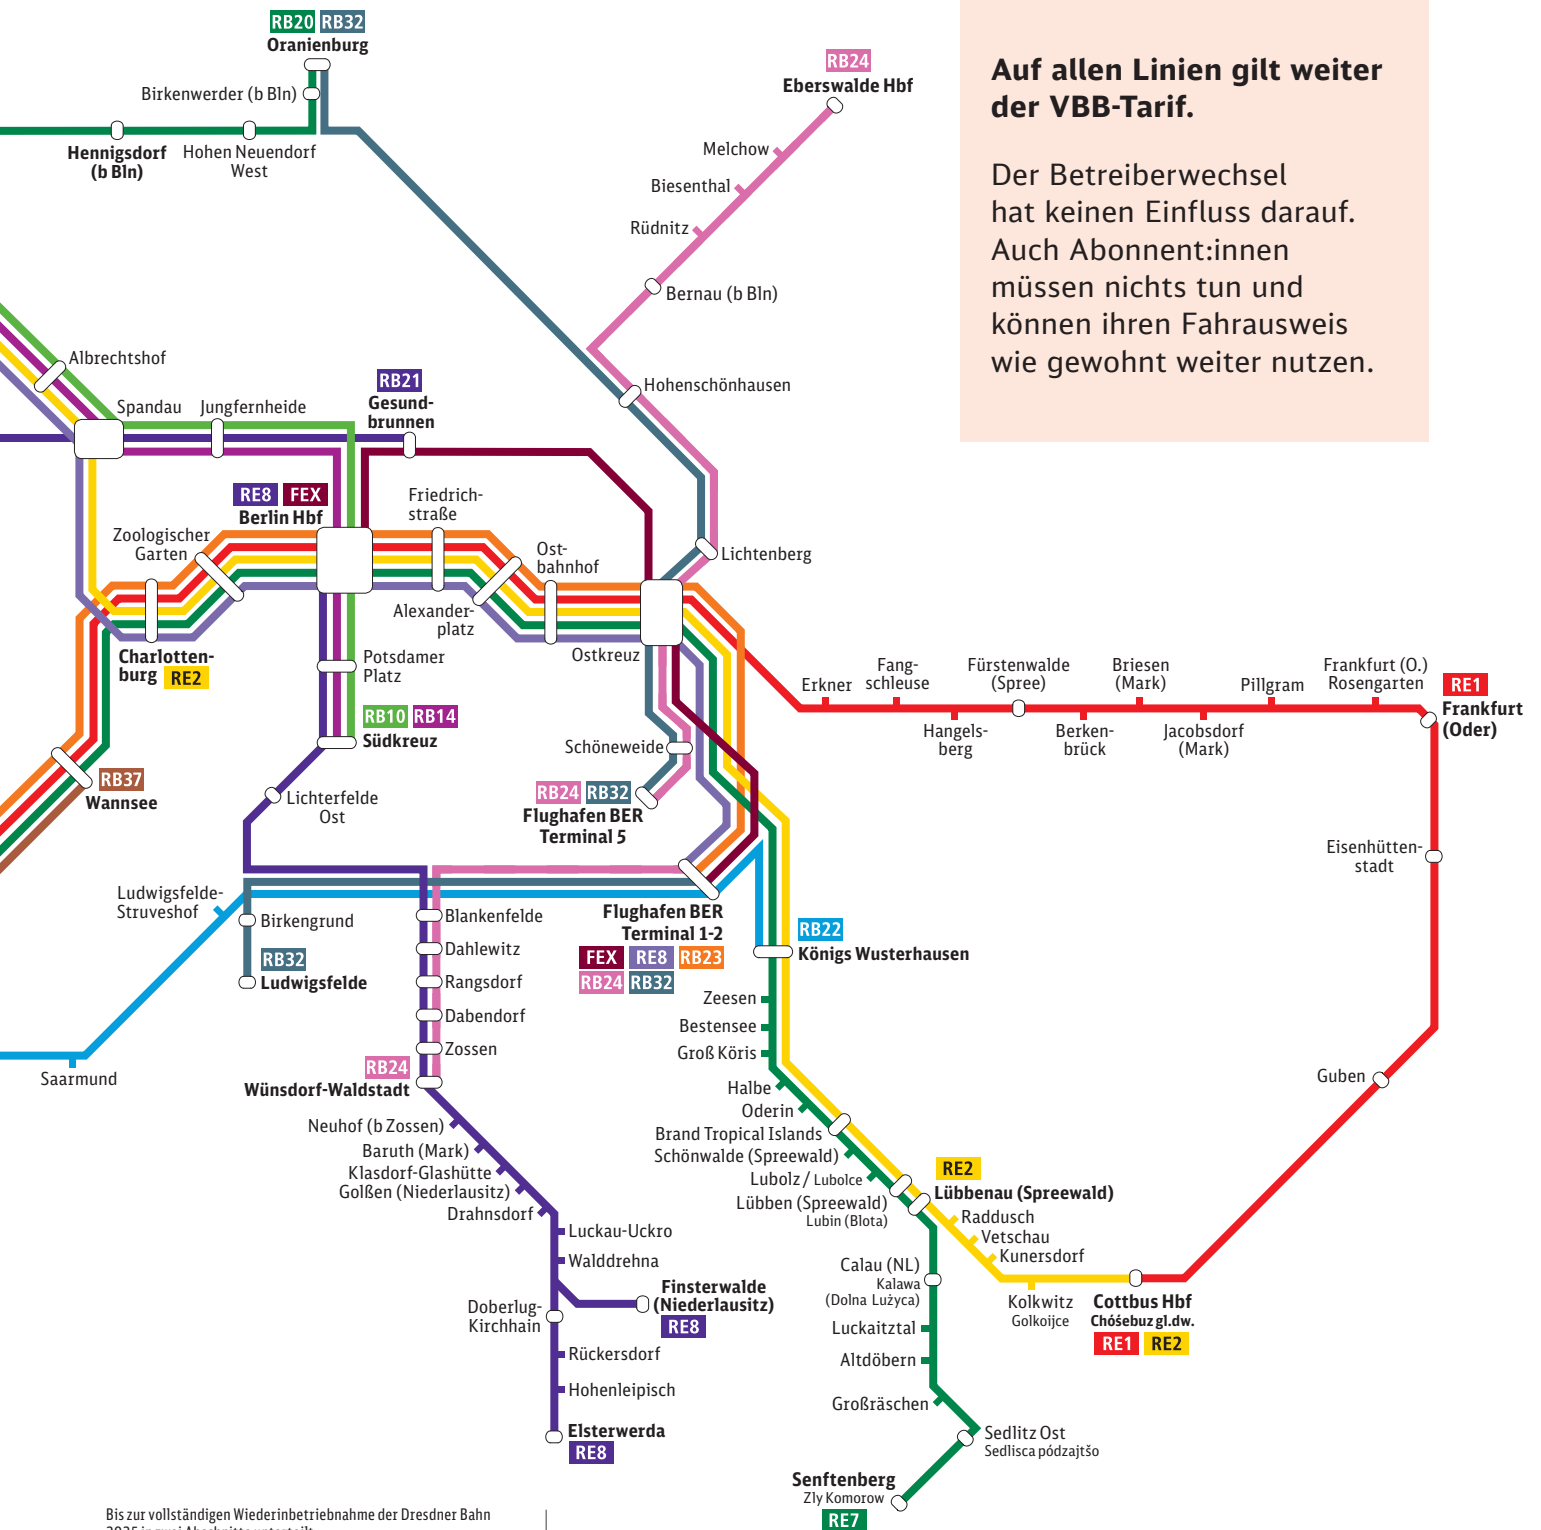 RB20 RB32
Oranienburg
Birkenwerder (b Bln)
Hennigsdorf
(b Bln)
Hohen Neuendorf
West
RB24
Eberswalde Hbf
Melchow
Biesenthal
Rüdnitz
Bernau (b Bln)
Auf allen Linien gilt weiter
der VBB-Tarif.
Der Betreiberwechsel
hat keinen Einfluss darauf.
Auch Abonnent:innen
müssen nichts tun und
können ihren Fahrausweis
wie gewohnt weiter nutzen.
Albrechtshof
Spandau
Jungfernheide
RB21
Gesund-
brunnen
Hohenschönhausen
RE8 FEX
Berlin Hbf
Friedrich-
straße
Zoologischer
Garten
Ost-
bahnhof
Lichtenberg
Alexander-
platz
Charlotten-
burg RE2
Potsdamer
Platz
Ostkreuz
RB10 RB14
Südkreuz
Schöneweide
RB37
Wannsee
Lichterfelde
Ost
RB24 RB32
Flughafen BER
Terminal 5
Erkner
Fang-
schleuse
Hangels-
berg
Fürstenwalde
(Spree)
Berken-
brück
Briesen
(Mark)
Jacobsdorf
(Mark)
Pillgram
Frankfurt (O.)
Rosengarten
RE1
Frankfurt
(Oder)
Eisenhütten-
stadt
Guben
Ludwigsfelde-
Struveshof
Birkengrund
RB32
Ludwigsfelde
Saarmund
Blankenfelde
Dahlewitz
Rangsdorf
Dabendorf
Zossen
RB24
Wünsdorf-Waldstadt
Flughafen BER
Terminal 1-2
FEX RE8 RB23
RB24 RB32
RB22
Königs Wusterhausen
Zeesen
Bestensee
Groß Köris
Halbe
Oderin
Brand Tropical Islands
Schönwalde (Spreewald)
Lubolz / Lubolce
Lübben (Spreewald)
Lubin (Blota)
RE2
Lübbenau (Spreewald)
Raddusch
Vetschau
Kunersdorf
Kolkwitz
Golkojce
Cottbus Hbf
Chóśebuz gl.dw.
RE1 RE2
Neuhof (b Zossen)
Baruth (Mark)
Klasdorf-Glashütte
Golßen (Niederlausitz)
Drahnsdorf
Luckau-Uckro
Walddrehna
Finsterwalde
(Niederlausitz)
RE8
Doberlug-
Kirchhain
Rückersdorf
Hohenleipisch
Elsterwerda
RE8
Calau (NL)
Kalawa
(Dolna Łużyca)
Luckaitztal
Altdöbern
Großräschen
Sedlitz Ost
Sedlisca pódzajtšo
Senftenberg
Zly Komorow
RE7
Bis zur vollständigen Wiederinbetriebnahme der Dresdner Bahn
2025 in zwei Abschnitte unterteilt